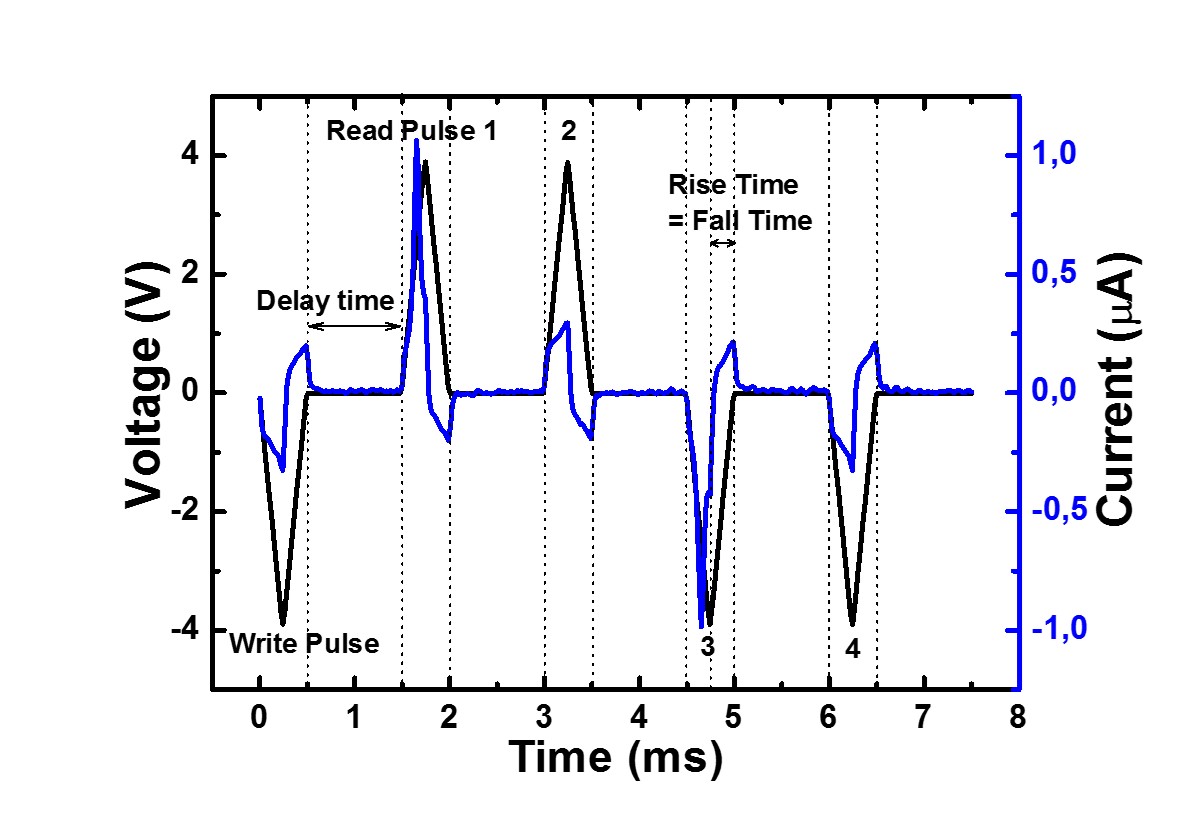 Read Pulse 1
2
Rise Time
= Fall Time
Delay time
Write Pulse
3
4
4
2
0
-2
-4
Voltage (V)
1,0
0,5
0,0
-0,5
-1,0
Current (μA)
0 1 2 3 4 5 6 7 8
Time (ms)